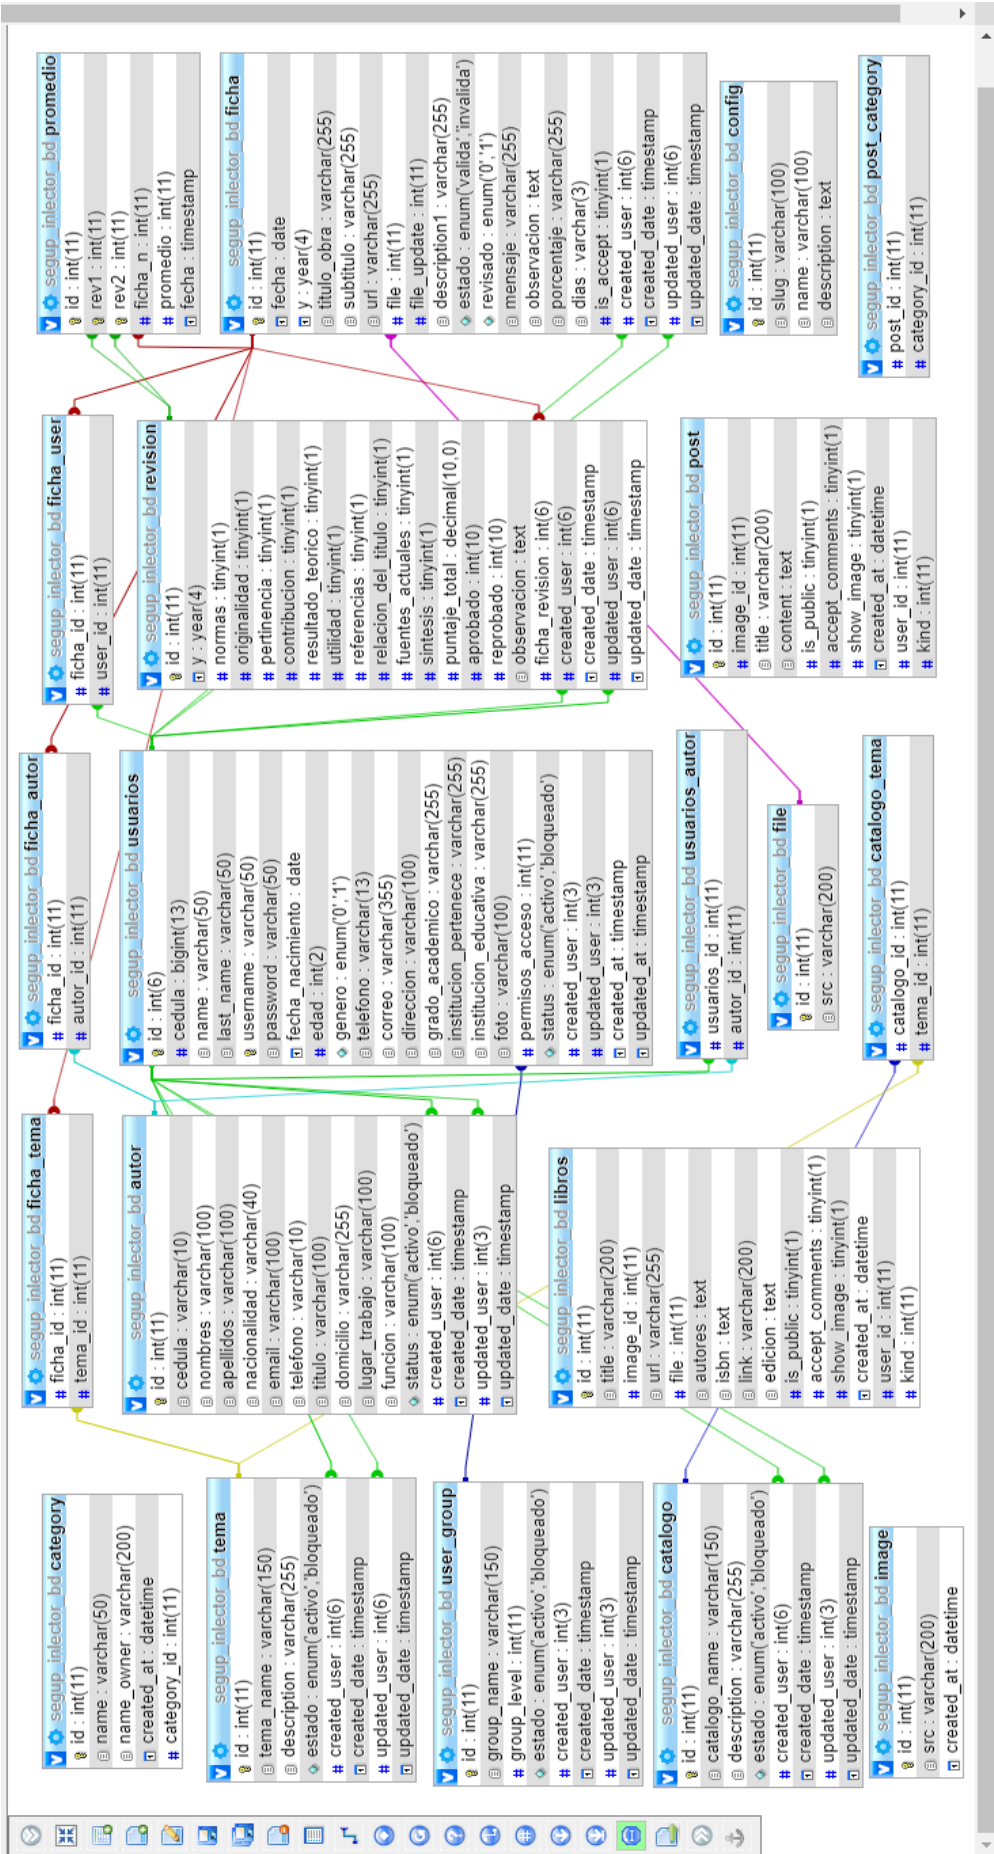 segup_inlector_bd category
id : int(11)
name : varchar(50)
name_owner : varchar(200)
created_at : datetime
category_id : int(11)
segup_inlector_bd tema
id : int(11)
tema_name : varchar(150)
description : varchar(255)
estado : enum('activo','bloqueado')
created_user : int(6)
created_date : timestamp
updated_user : int(6)
updated_date : timestamp
segup_inlector_bd user_group
id : int(11)
group_name : varchar(150)
group_level : int(11)
estado : enum('activo','bloqueado')
created_user : int(3)
created_date : timestamp
updated_user : int(3)
updated_date : timestamp
segup_inlector_bd catalogo
id : int(11)
catalogo_name : varchar(150)
description : varchar(255)
estado : enum('activo','bloqueado')
created_user : int(6)
created_date : timestamp
updated_user : int(3)
updated_date : timestamp
segup_inlector_bd image
id : int(11)
src : varchar(200)
created_at : datetime
segup_inlector_bd ficha_tema
ficha_id : int(11)
tema_id : int(11)
segup_inlector_bd autor
id : int(11)
cedula : varchar(10)
nombres : varchar(100)
apellidos : varchar(100)
nacionalidad : varchar(40)
email : varchar(100)
telefono : varchar(10)
titulo : varchar(100)
domicilio : varchar(255)
lugar_trabajo : varchar(100)
funcion : varchar(100)
status : enum('activo','bloqueado')
created_user : int(6)
created_date : timestamp
updated_user : int(3)
updated_date : timestamp
segup_inlector_bd libros
id : int(11)
title : varchar(200)
image_id : int(11)
url : varchar(255)
file : int(11)
autores : text
isbn : text
link : varchar(200)
edicion : text
is_public : tinyint(1)
accept_comments : tinyint(1)
show_image : tinyint(1)
created_at : datetime
user_id : int(11)
kind : int(11)
segup_inlector_bd ficha_autor
ficha_id : int(11)
autor_id : int(11)
segup_inlector_bd usuarios
id : int(6)
cedula : bigint(13)
name : varchar(50)
last_name : varchar(50)
username : varchar(50)
password : varchar(50)
fecha_nacimiento : date
edad : int(2)
genero : enum('0','1')
telefono : varchar(13)
correo : varchar(355)
direccion : varchar(100)
grado_academico : varchar(255)
institucion_pertenece : varchar(255)
institucion_educativa : varchar(255)
foto : varchar(100)
permisos_acceso : int(11)
status : enum('activo','bloqueado')
created_user : int(3)
updated_user : int(3)
created_at : timestamp
updated_at : timestamp
segup_inlector_bd usuarios_autor
usuarios_id : int(11)
autor_id : int(11)
segup_inlector_bd file
id : int(11)
src : varchar(200)
segup_inlector_bd catalogo_tema
catalogo_id : int(11)
tema_id : int(11)
segup_inlector_bd ficha_user
ficha_id : int(11)
user_id : int(11)
segup_inlector_bd revision
id : int(11)
y : year(4)
normas : tinyint(1)
originalidad : tinyint(1)
pertinencia : tinyint(1)
contribucion : tinyint(1)
resultado_teorico : tinyint(1)
utilidad : tinyint(1)
referencias : tinyint(1)
relacion_del_titulo : tinyint(1)
fuentes_actuales : tinyint(1)
sintesis : tinyint(1)
puntaje_total : decimal(10,0)
aprobado : int(10)
reprobado : int(10)
observacion : text
ficha_revision : int(6)
created_user : int(6)
created_date : timestamp
updated_user : int(6)
updated_date : timestamp
segup_inlector_bd post
id : int(11)
image_id : int(11)
title : varchar(200)
content : text
is_public : tinyint(1)
accept_comments : tinyint(1)
show_image : tinyint(1)
created_at : datetime
user_id : int(11)
kind : int(11)
segup_inlector_bd promedio
id : int(11)
rev1 : int(11)
rev2 : int(11)
ficha_n : int(11)
promedio : int(11)
fecha : timestamp
segup_inlector_bd ficha
id : int(11)
fecha : date
y : year(4)
titulo_obra : varchar(255)
subtitulo : varchar(255)
url : varchar(255)
file : int(11)
file_update : int(11)
description1 : varchar(255)
estado : enum('valida','invalida')
revisado : enum('0','1')
mensaje : varchar(255)
observacion : text
porcentaje : varchar(255)
dias : varchar(3)
is_accept : tinyint(1)
created_user : int(6)
created_date : timestamp
updated_user : int(6)
updated_date : timestamp
segup_inlector_bd config
id : int(11)
slug : varchar(100)
name : varchar(100)
description : text
segup_inlector_bd post_category
post_id : int(11)
category_id : int(11)